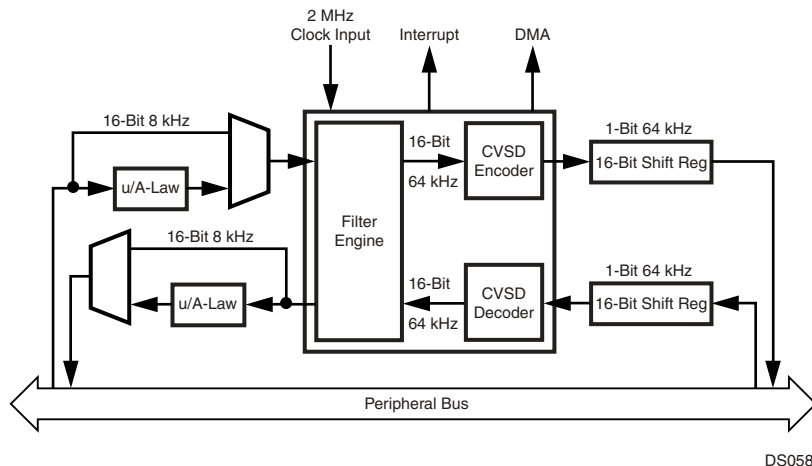 2 MHz
Clock Input
Interrupt
DMA
16-Bit 8 kHz
u/A-Law
Filter
Engine
16-Bit
64 kHz
CVSD
Encoder
1-Bit 64 kHz
16-Bit Shift Reg
16-Bit 8 kHz
u/A-Law
16-Bit
64 kHz
CVSD
Decoder
1-Bit 64 kHz
16-Bit Shift Reg
Peripheral Bus
DS058